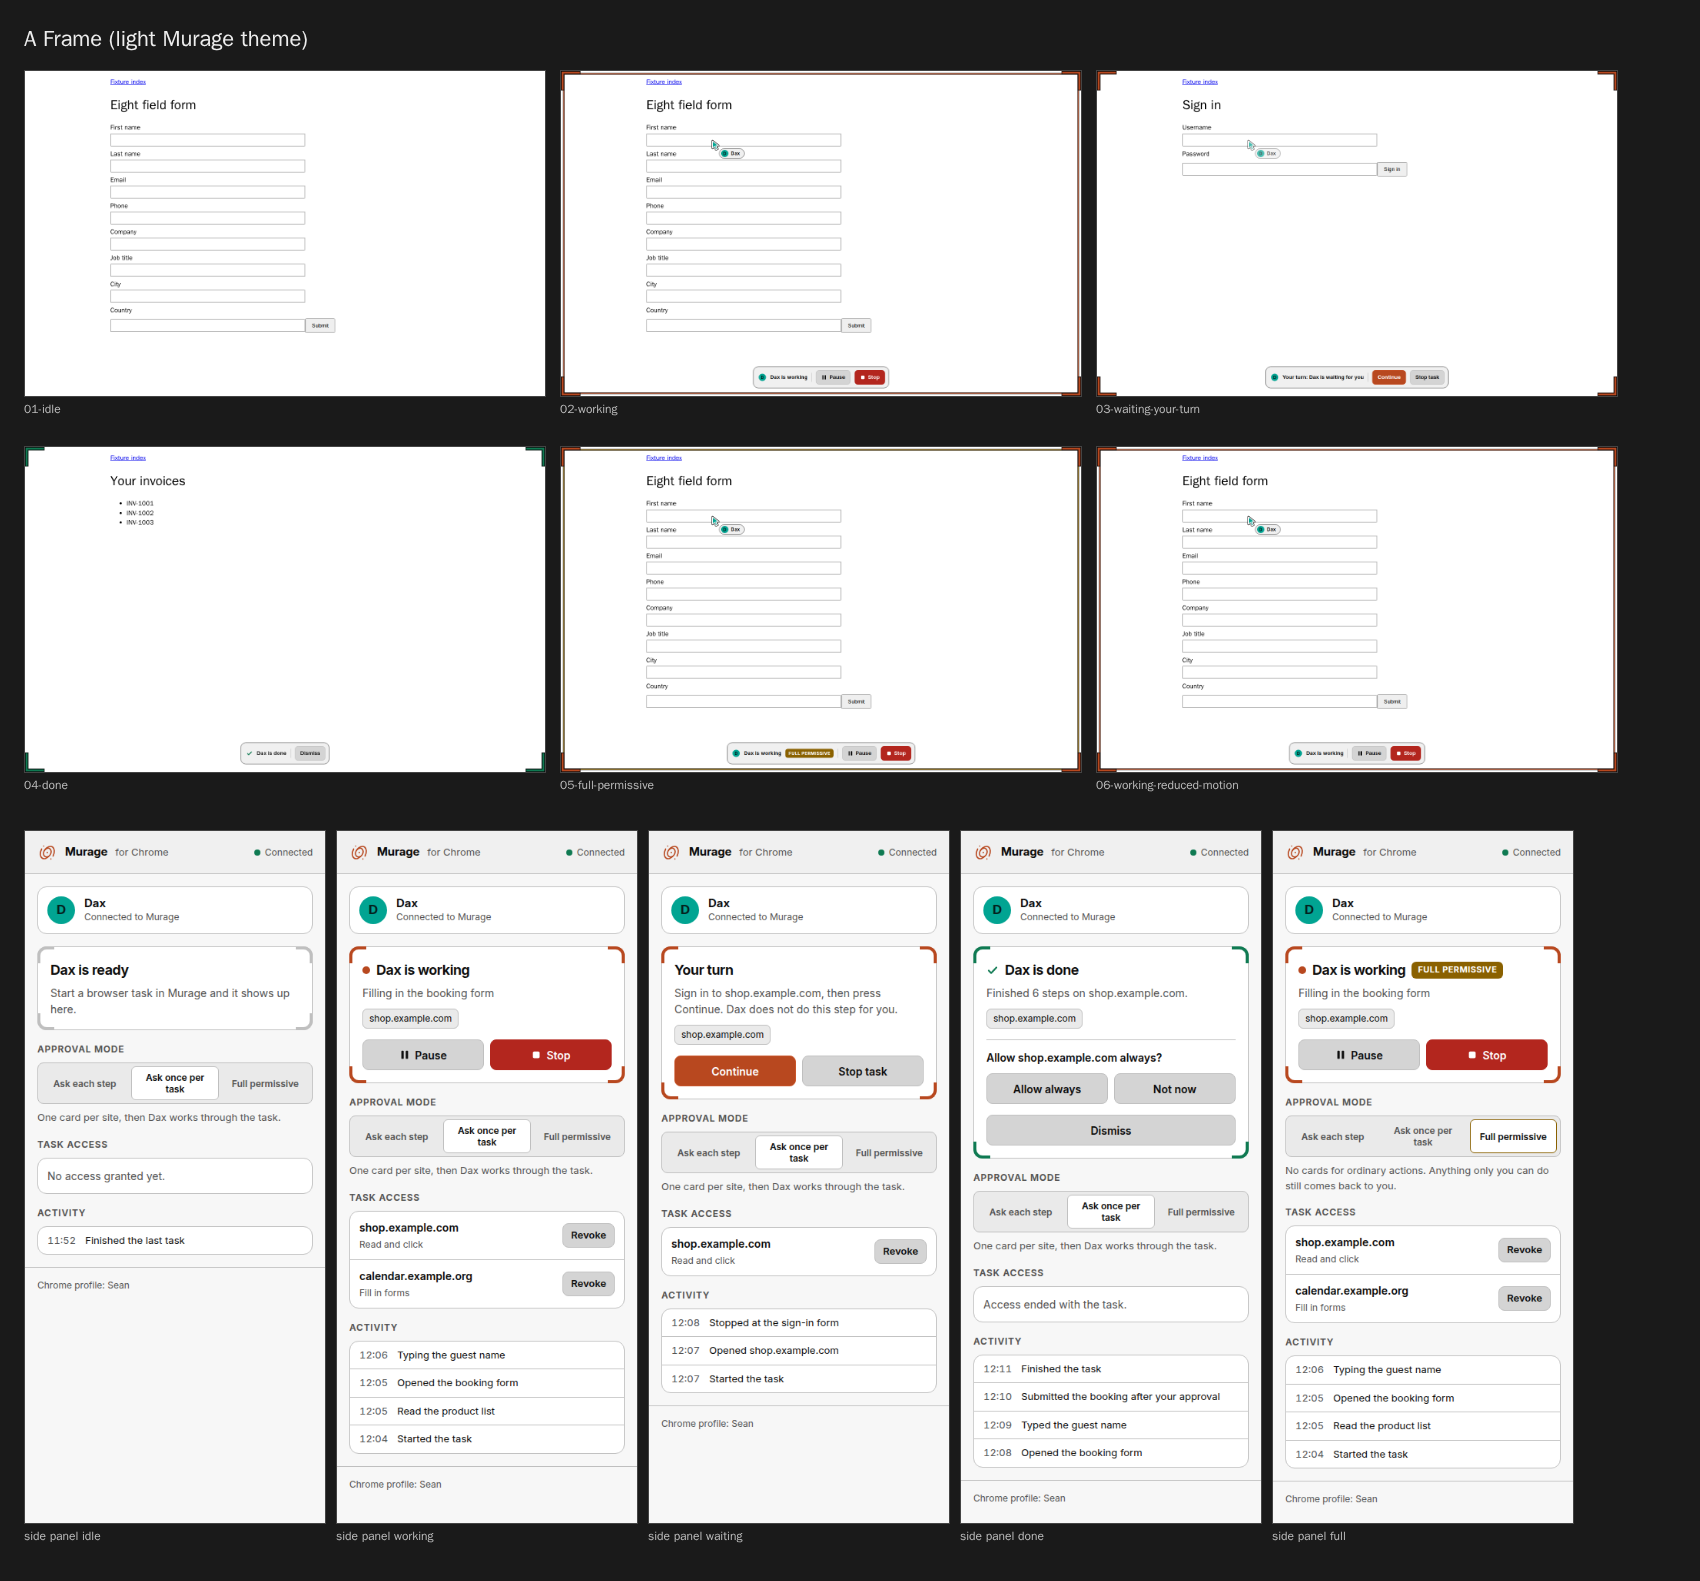 A Frame (light Murage theme)
Fixture index
Eight field form
First name
Last name
Email
Phone
Company
Job title
City
Country
Submit
01-idle
Fixture index
Eight field form
First name
Dax
Last name
Email
Phone
Company
Job title
City
Country
Submit
Dax is working
Pause
Stop
02-working
Fixture index
Sign in
Username
Dax
Password
Sign in
Your turn: Dax is waiting for you
Continue
Stop task
03-waiting-your-turn
Fixture index
Your invoices
INV-1001
INV-1002
INV-1003
Dax is done
Dismiss
04-done
Fixture index
Eight field form
First name
Dax
Last name
Email
Phone
Company
Job title
City
Country
Submit
Dax is working
FULL PERMISSIVE
Pause
Stop
05-full-permissive
Fixture index
Eight field form
First name
Dax
Last name
Email
Phone
Company
Job title
City
Country
Submit
Dax is working
Pause
Stop
06-working-reduced-motion
Murage for Chrome
Connected
D
Dax
Connected to Murage
Dax is ready
Start a browser task in Murage and it shows up
here.
APPROVAL MODE
Ask each step
Ask once per
task
Full permissive
One card per site, then Dax works through the task.
TASK ACCESS
No access granted yet.
ACTIVITY
11:52 Finished the last task
Chrome profile: Sean
side panel idle
Murage for Chrome
Connected
D
Dax
Connected to Murage
Dax is working
Filling in the booking form
shop.example.com
Pause
Stop
APPROVAL MODE
Ask each step
Ask once per
task
Full permissive
One card per site, then Dax works through the task.
TASK ACCESS
shop.example.com
Read and click
Revoke
calendar.example.org
Fill in forms
Revoke
ACTIVITY
12:06 Typing the guest name
12:05 Opened the booking form
12:05 Read the product list
12:04 Started the task
Chrome profile: Sean
side panel working
Murage for Chrome
Connected
D
Dax
Connected to Murage
Your turn
Sign in to shop.example.com, then press
Continue. Dax does not do this step for you.
shop.example.com
Continue
Stop task
APPROVAL MODE
Ask each step
Ask once per
task
Full permissive
One card per site, then Dax works through the task.
TASK ACCESS
shop.example.com
Read and click
Revoke
ACTIVITY
12:08 Stopped at the sign-in form
12:07 Opened shop.example.com
12:07 Started the task
Chrome profile: Sean
side panel waiting
Murage for Chrome
Connected
D
Dax
Connected to Murage
Dax is done
Finished 6 steps on shop.example.com.
shop.example.com
Allow shop.example.com always?
Allow always
Not now
Dismiss
APPROVAL MODE
Ask each step
Ask once per
task
Full permissive
One card per site, then Dax works through the task.
TASK ACCESS
Access ended with the task.
ACTIVITY
12:11 Finished the task
12:10 Submitted the booking after your approval
12:09 Typed the guest name
12:08 Opened the booking form
Chrome profile: Sean
side panel done
Murage for Chrome
Connected
D
Dax
Connected to Murage
Dax is working
FULL PERMISSIVE
Filling in the booking form
shop.example.com
Pause
Stop
APPROVAL MODE
Ask each step
Ask once per
task
Full permissive
No cards for ordinary actions. Anything only you can do
still comes back to you.
TASK ACCESS
shop.example.com
Read and click
Revoke
calendar.example.org
Fill in forms
Revoke
ACTIVITY
12:06 Typing the guest name
12:05 Opened the booking form
12:05 Read the product list
12:04 Started the task
Chrome profile: Sean
side panel full